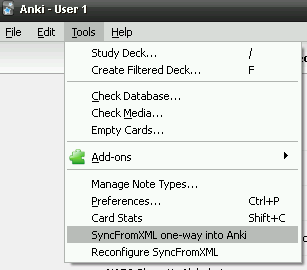 Anki - User 1
File Edit Tools Help
Study Deck... /
Create Filtered Deck... F
Check Database...
Check Media...
Empty Cards...
Add-ons
Manage Note Types...
Preferences... Ctrl+P
Card Stats Shift+C
SyncFromXML one-way into Anki
Reconfigure SyncFromXML